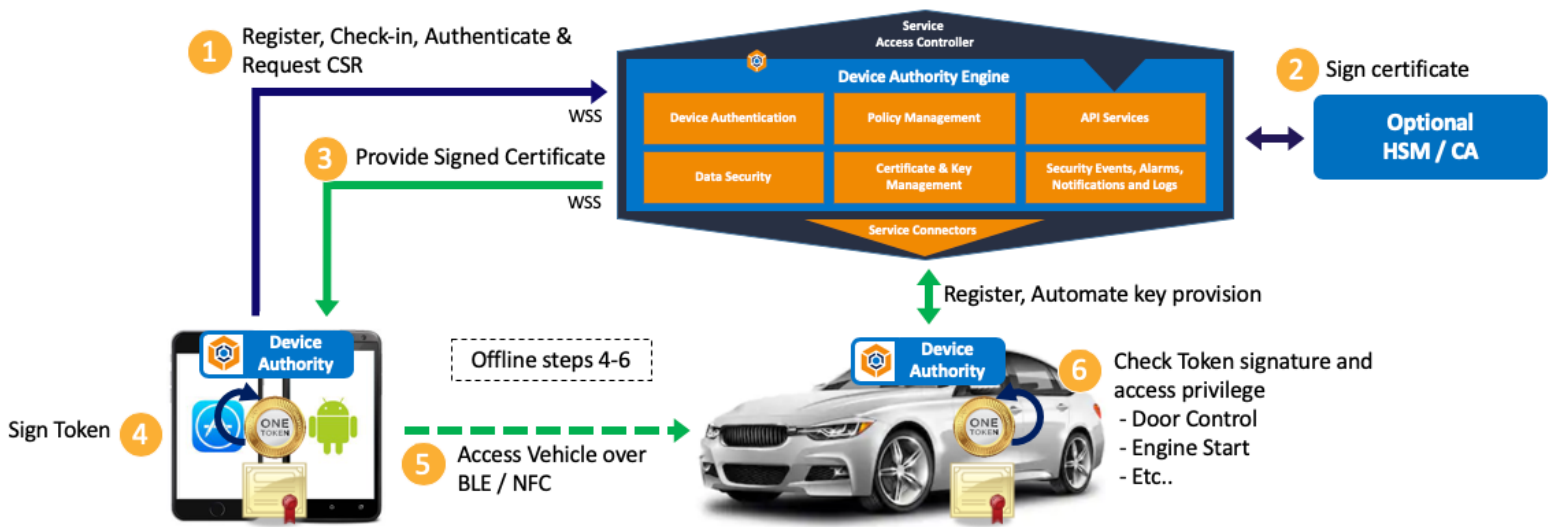 1
Register, Check-in, Authenticate &
Request CSR
WSS
3
Provide Signed Certificate
WSS
Service
Access Controller
Device Authority Engine
Device Authentication
Policy Management
API Services
Data Security
Certificate & Key
Management
Security Events, Alarms,
Notifications and Logs
Service Connectors
2
Sign certificate
Optional
HSM / CA
Register, Automate key provision
Device
Authority
ONE
TOKEN
Sign Token
4
Offline steps 4-6
5
Access Vehicle over
BLE / NFC
Device
Authority
ONE
TOKEN
6
Check Token signature and
access privilege
- Door Control
- Engine Start
- Etc..